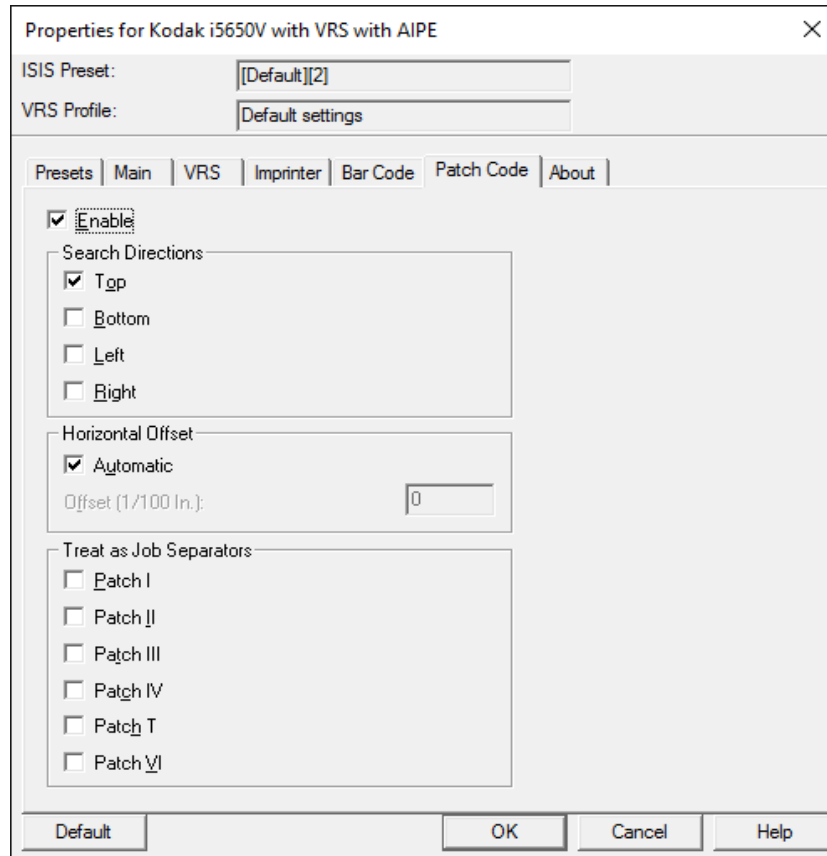 Properties for Kodak i5650V with VRS with AIPE
ISIS Preset: [Default][2]
VRS Profile: Default settings
Presets Main VRS Imprinter Bar Code Patch Code About
Enable
Search Directions
Top
Bottom
Left
Right
Horizontal Offset
Automatic
Offset (1/100 In.): 0
Treat as Job Separators
Patch I
Patch II
Patch III
Patch IV
Patch T
Patch VI
Default OK Cancel Help